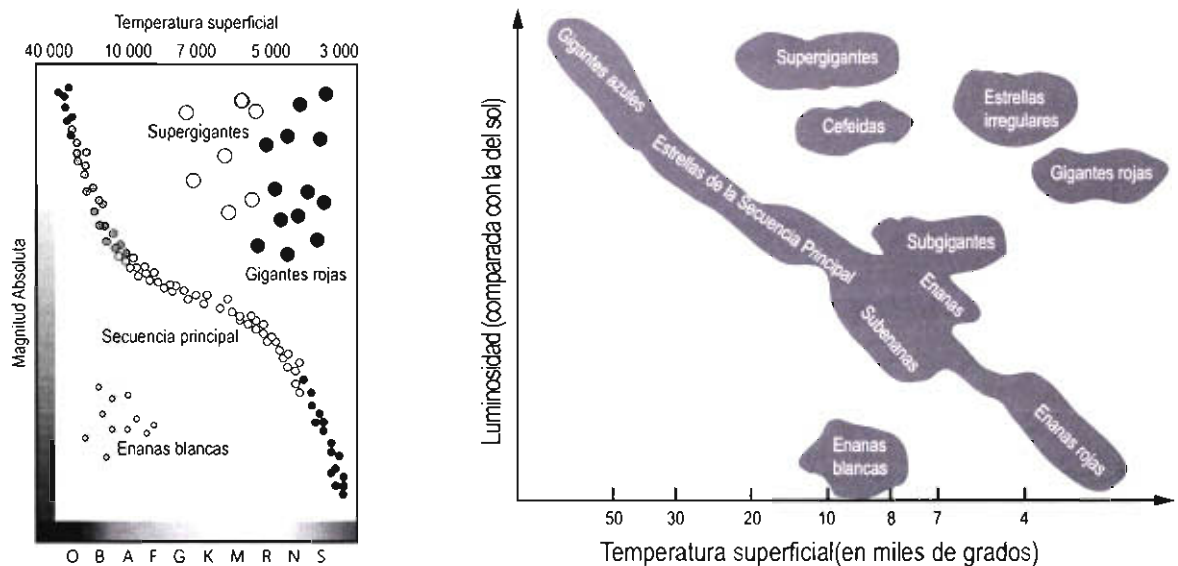 Temperatura superficial
40 000 10 000 7 000 5 000 3 000
Magnitud Absoluta
Supergigantes
Gigantes rojas
Secuencia principal
Enanas blancas
O B A F G K M R N S
Luminosidad (comparada con la del sol)
Gigantes azules
Estrellas de la Secuencia Principal
Supergigantes
Cefeidas
Estrellas
irregulares
Gigantes rojas
Subgigantes
Enanas
Subenanas
Enanas rojas
Enanas
blancas
50 30 20 10 8 7 4
Temperatura superficial(en miles de grados)